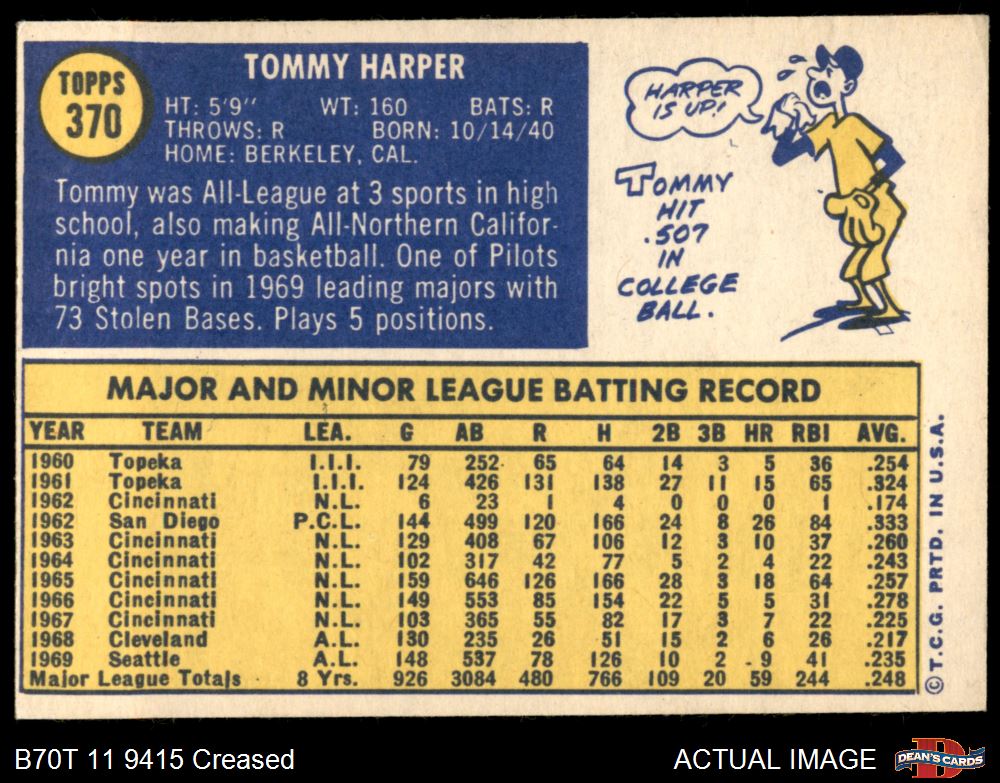 TOPPS
370
TOMMY HARPER
HT: 5'9" WT: 160 BATS: R
THROWS: R BORN: 10/14/40
HOME: BERKELEY, CAL.
Tommy was All-League at 3 sports in high
school, also making All-Northern Califor-
nia one year in basketball. One of Pilots
bright spots in 1969 leading majors with
73 Stolen Bases. Plays 5 positions.
HARPER
IS UP!
TOMMY
HIT
.507
IN
COLLEGE
BALL.
MAJOR AND MINOR LEAGUE BATTING RECORD
YEAR TEAM LEA. G AB R H 2B 3B HR RBI AVG.
1960 Topeka I.I.I. 79 252 65 64 14 3 5 36 .254
1961 Topeka I.I.I. 124 426 131 138 27 11 15 65 .324
1962 Cincinnati N.L. 6 23 1 4 0 0 0 1 .174
1962 San Diego P.C.L. 144 499 120 166 24 8 26 84 .333
1963 Cincinnati N.L. 129 408 67 106 12 3 10 37 .260
1964 Cincinnati N.L. 102 317 42 77 5 2 4 22 .243
1965 Cincinnati N.L. 159 646 126 166 28 3 18 64 .257
1966 Cincinnati N.L. 149 553 85 154 22 5 5 31 .278
1967 Cincinnati N.L. 103 365 55 82 17 3 7 22 .225
1968 Cleveland A.L. 130 235 26 51 15 2 6 26 .217
1969 Seattle A.L. 148 537 78 126 10 2 9 41 .235
Major League Totals 8 Yrs. 926 3084 480 766 109 20 59 244 .248
© T.C.G. PRTD. IN U.S.A.
B70T 11 9415 Creased
ACTUAL IMAGE
D
DEAN'S CARDS